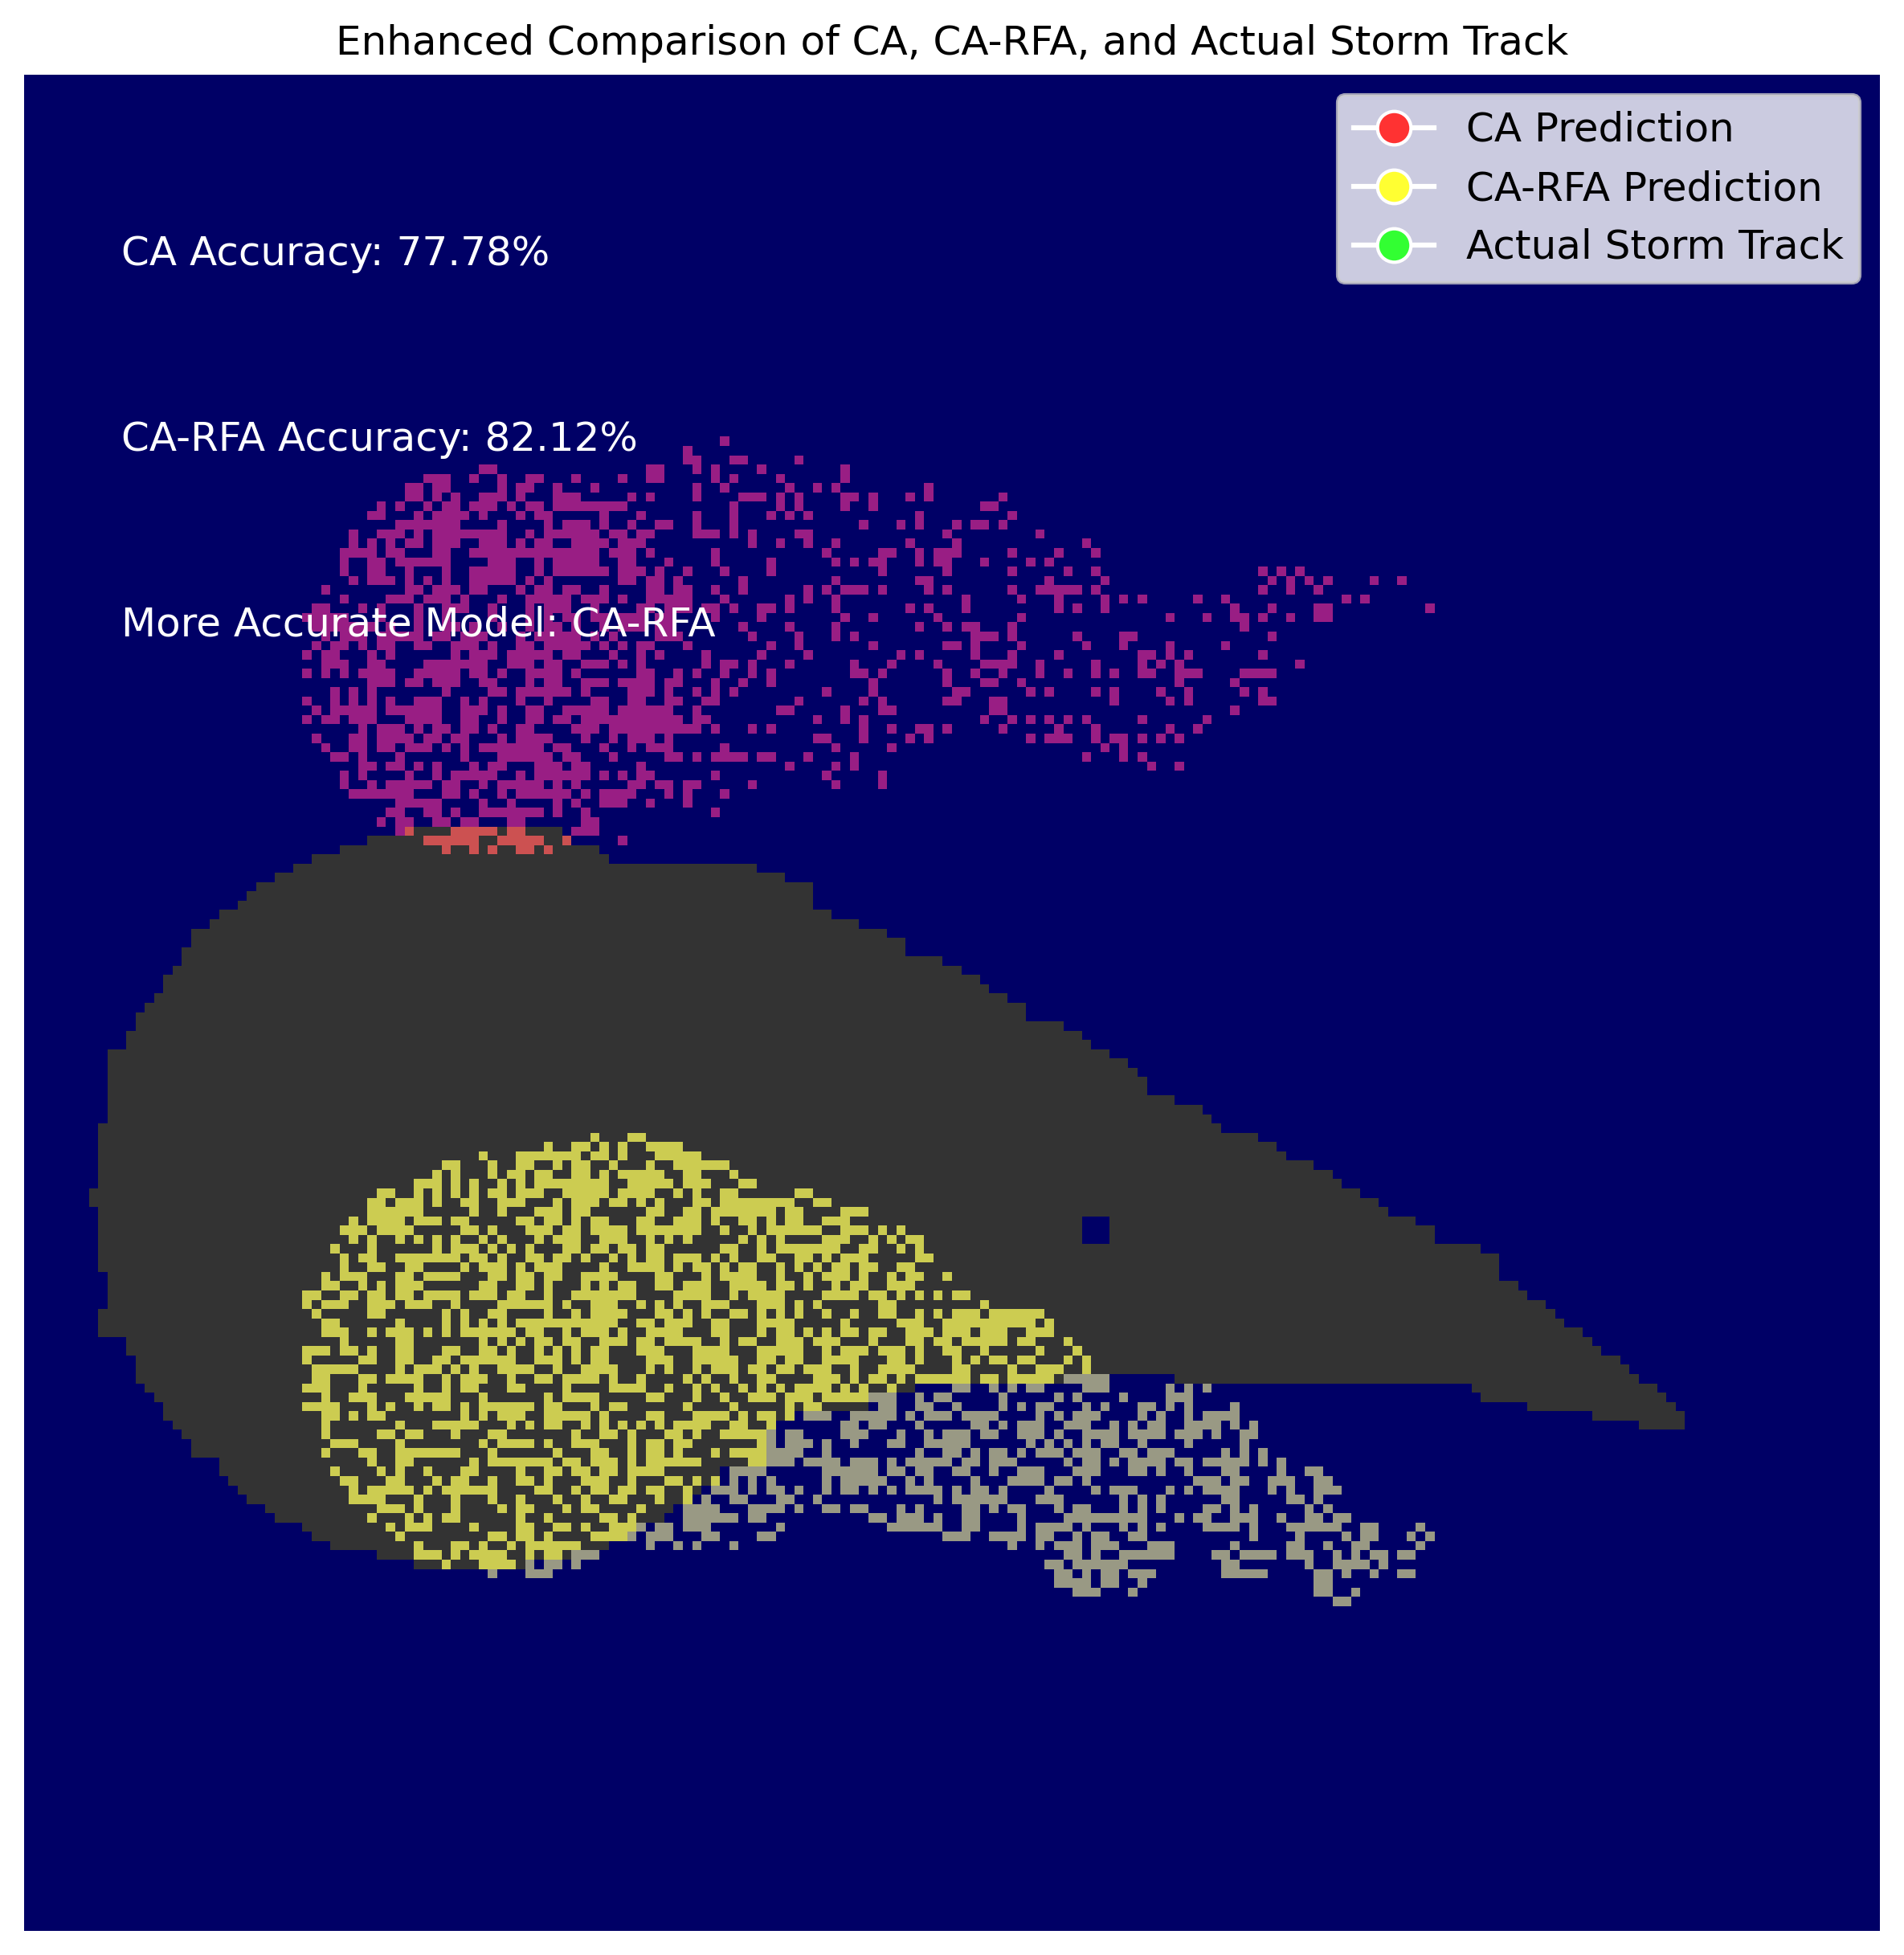 Enhanced Comparison of CA, CA-RFA, and Actual Storm Track
CA Prediction
CA-RFA Prediction
Actual Storm Track
CA Accuracy: 77.78%
CA-RFA Accuracy: 82.12%
More Accurate Model: CA-RFA